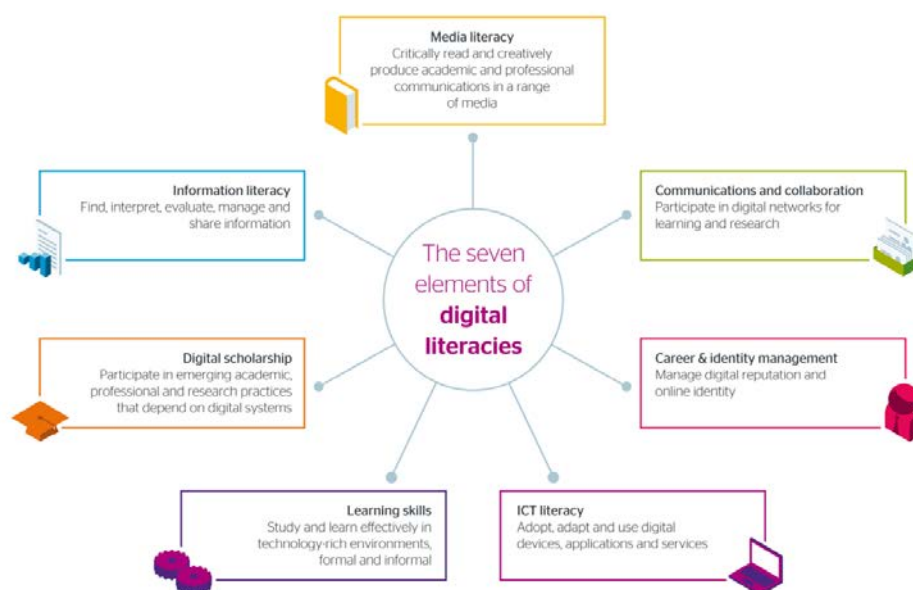 Media literacy
Critically read and creatively
produce academic and professional
communications in a range
of media
Information literacy
Find, interpret, evaluate, manage and
share information
Communications and collaboration
Participate in digital networks for
learning and research
The seven
elements of
digital
literacies
Digital scholarship
Participate in emerging academic,
professional and research practices
that depend on digital systems
Career & identity management
Manage digital reputation and
online identity
Learning skills
Study and learn effectively in
technology-rich environments,
formal and informal
ICT literacy
Adopt, adapt and use digital
devices, applications and services